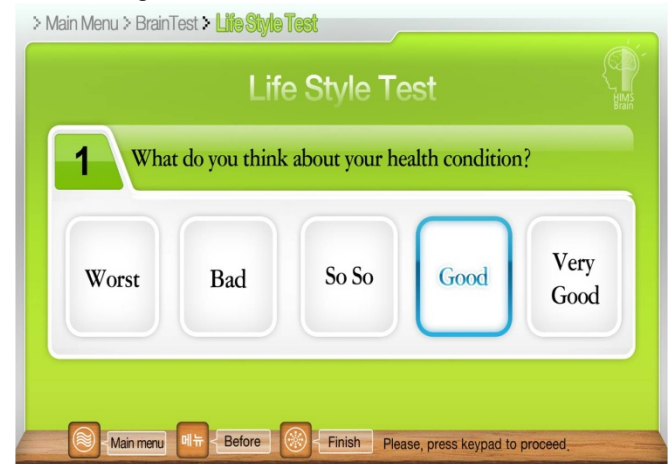 > Main Menu > BrainTest > Life Style Test
Life Style Test
HIMS
Brain
1 What do you think about your health condition?
Worst Bad So So Good Very Good
Main menu 메뉴 Before Finish Please, press keypad to proceed.